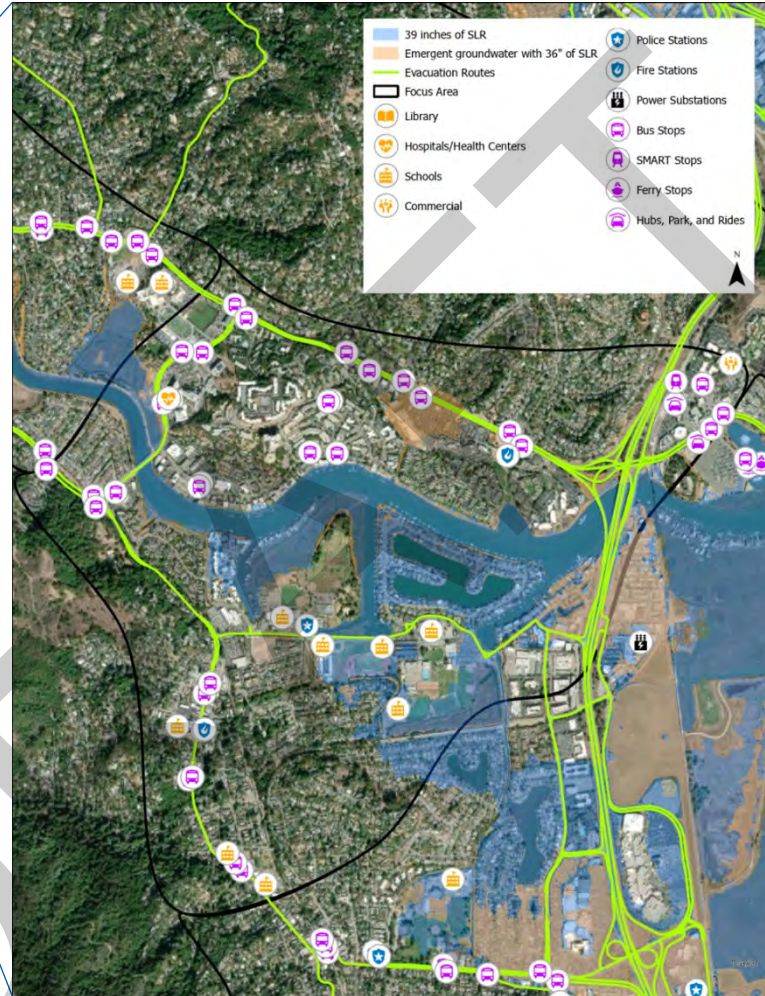 39 inches of SLR
Emergent groundwater with 36" of SLR
Evacuation Routes
Focus Area
Library
Hospitals/Health Centers
Schools
Commercial
Police Stations
Fire Stations
Power Substations
Bus Stops
SMART Stops
Ferry Stops
Hubs, Park, and Rides
N